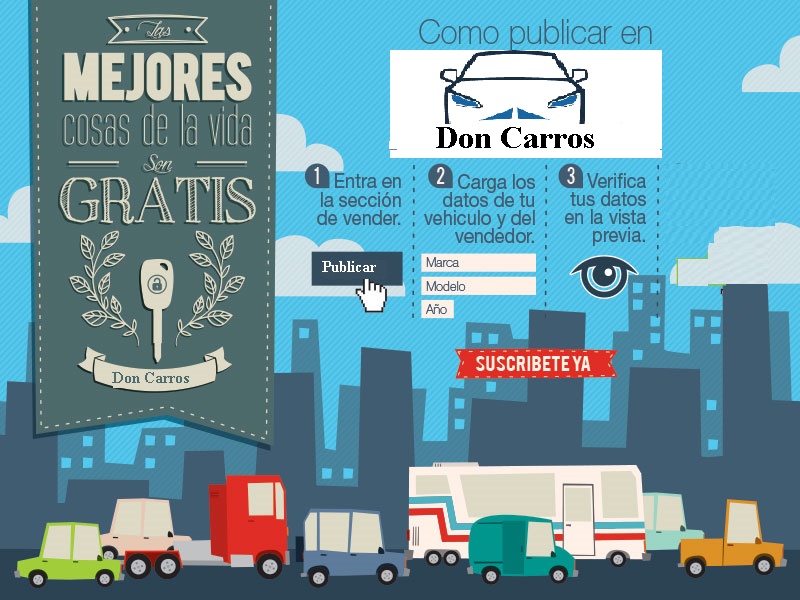 Las
MEJORES
cosas de la vida
Son
GRATIS
Don Carros
Como publicar en
Don Carros
1 Entra en
la sección
de vender.
Publicar
2 Carga los
datos de tu
vehiculo y del
vendedor.
Marca
Modelo
Año
3 Verifica
tus datos
en la vista
previa.
SUSCRIBETE YA